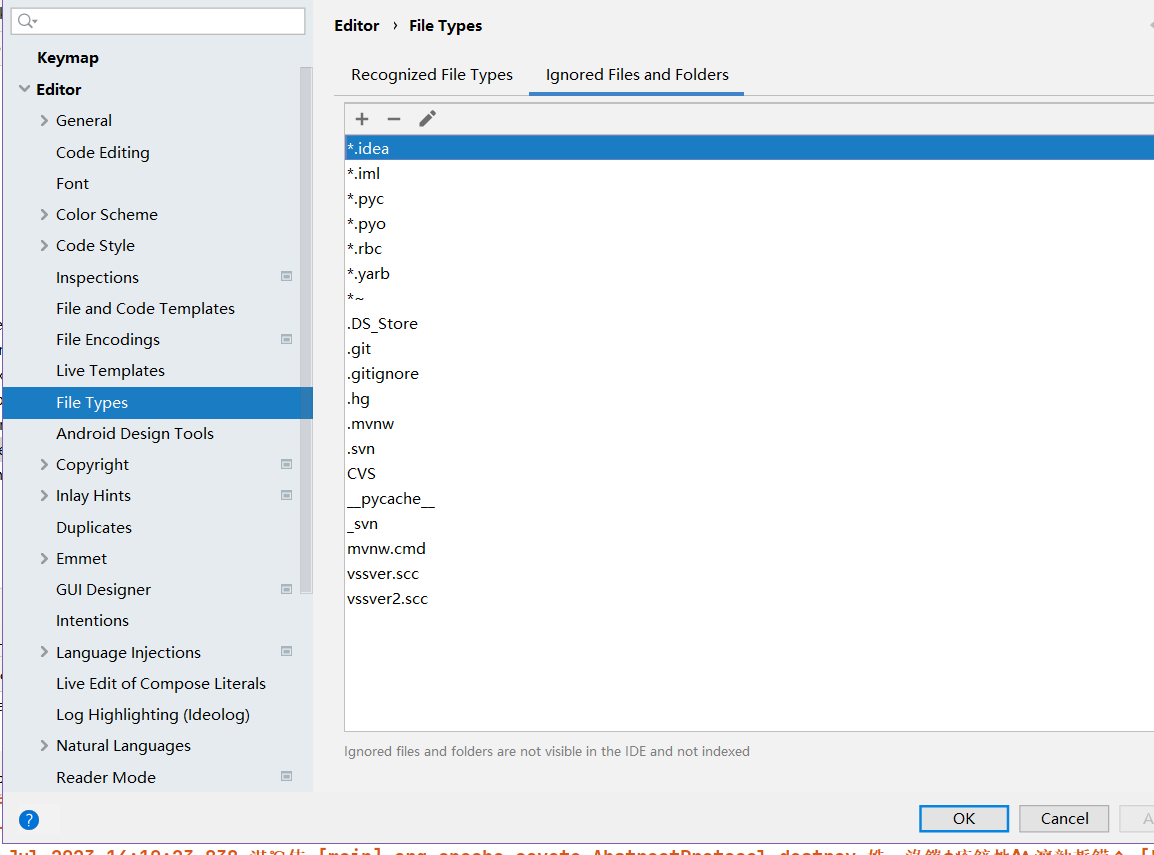 Editor › File Types
Keymap
Editor
General
Code Editing
Font
Color Scheme
Code Style
Inspections
File and Code Templates
File Encodings
Live Templates
File Types
Android Design Tools
Copyright
Inlay Hints
Duplicates
Emmet
GUI Designer
Intentions
Language Injections
Live Edit of Compose Literals
Log Highlighting (Ideolog)
Natural Languages
Reader Mode
Recognized File Types
Ignored Files and Folders
*.idea
*.iml
*.pyc
*.pyo
*.rbc
*.yarb
*~
.DS_Store
.git
.gitignore
.hg
.mvnw
.svn
CVS
__pycache__
_svn
mvnw.cmd
vssver.scc
vssver2.scc
Ignored files and folders are not visible in the IDE and not indexed
?
OK
Cancel
A